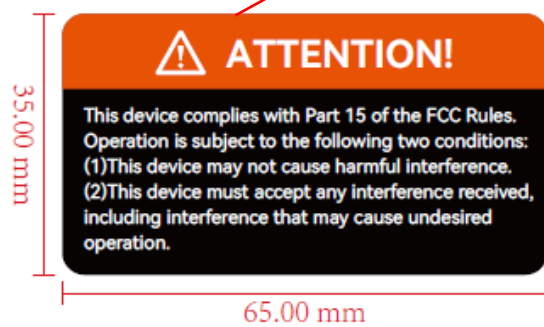 ATTENTION!
35.00 mm
This device complies with Part 15 of the FCC Rules.
Operation is subject to the following two conditions:
(1)This device may not cause harmful interference.
(2)This device must accept any interference received,
including interference that may cause undesired
operation.
65.00 mm